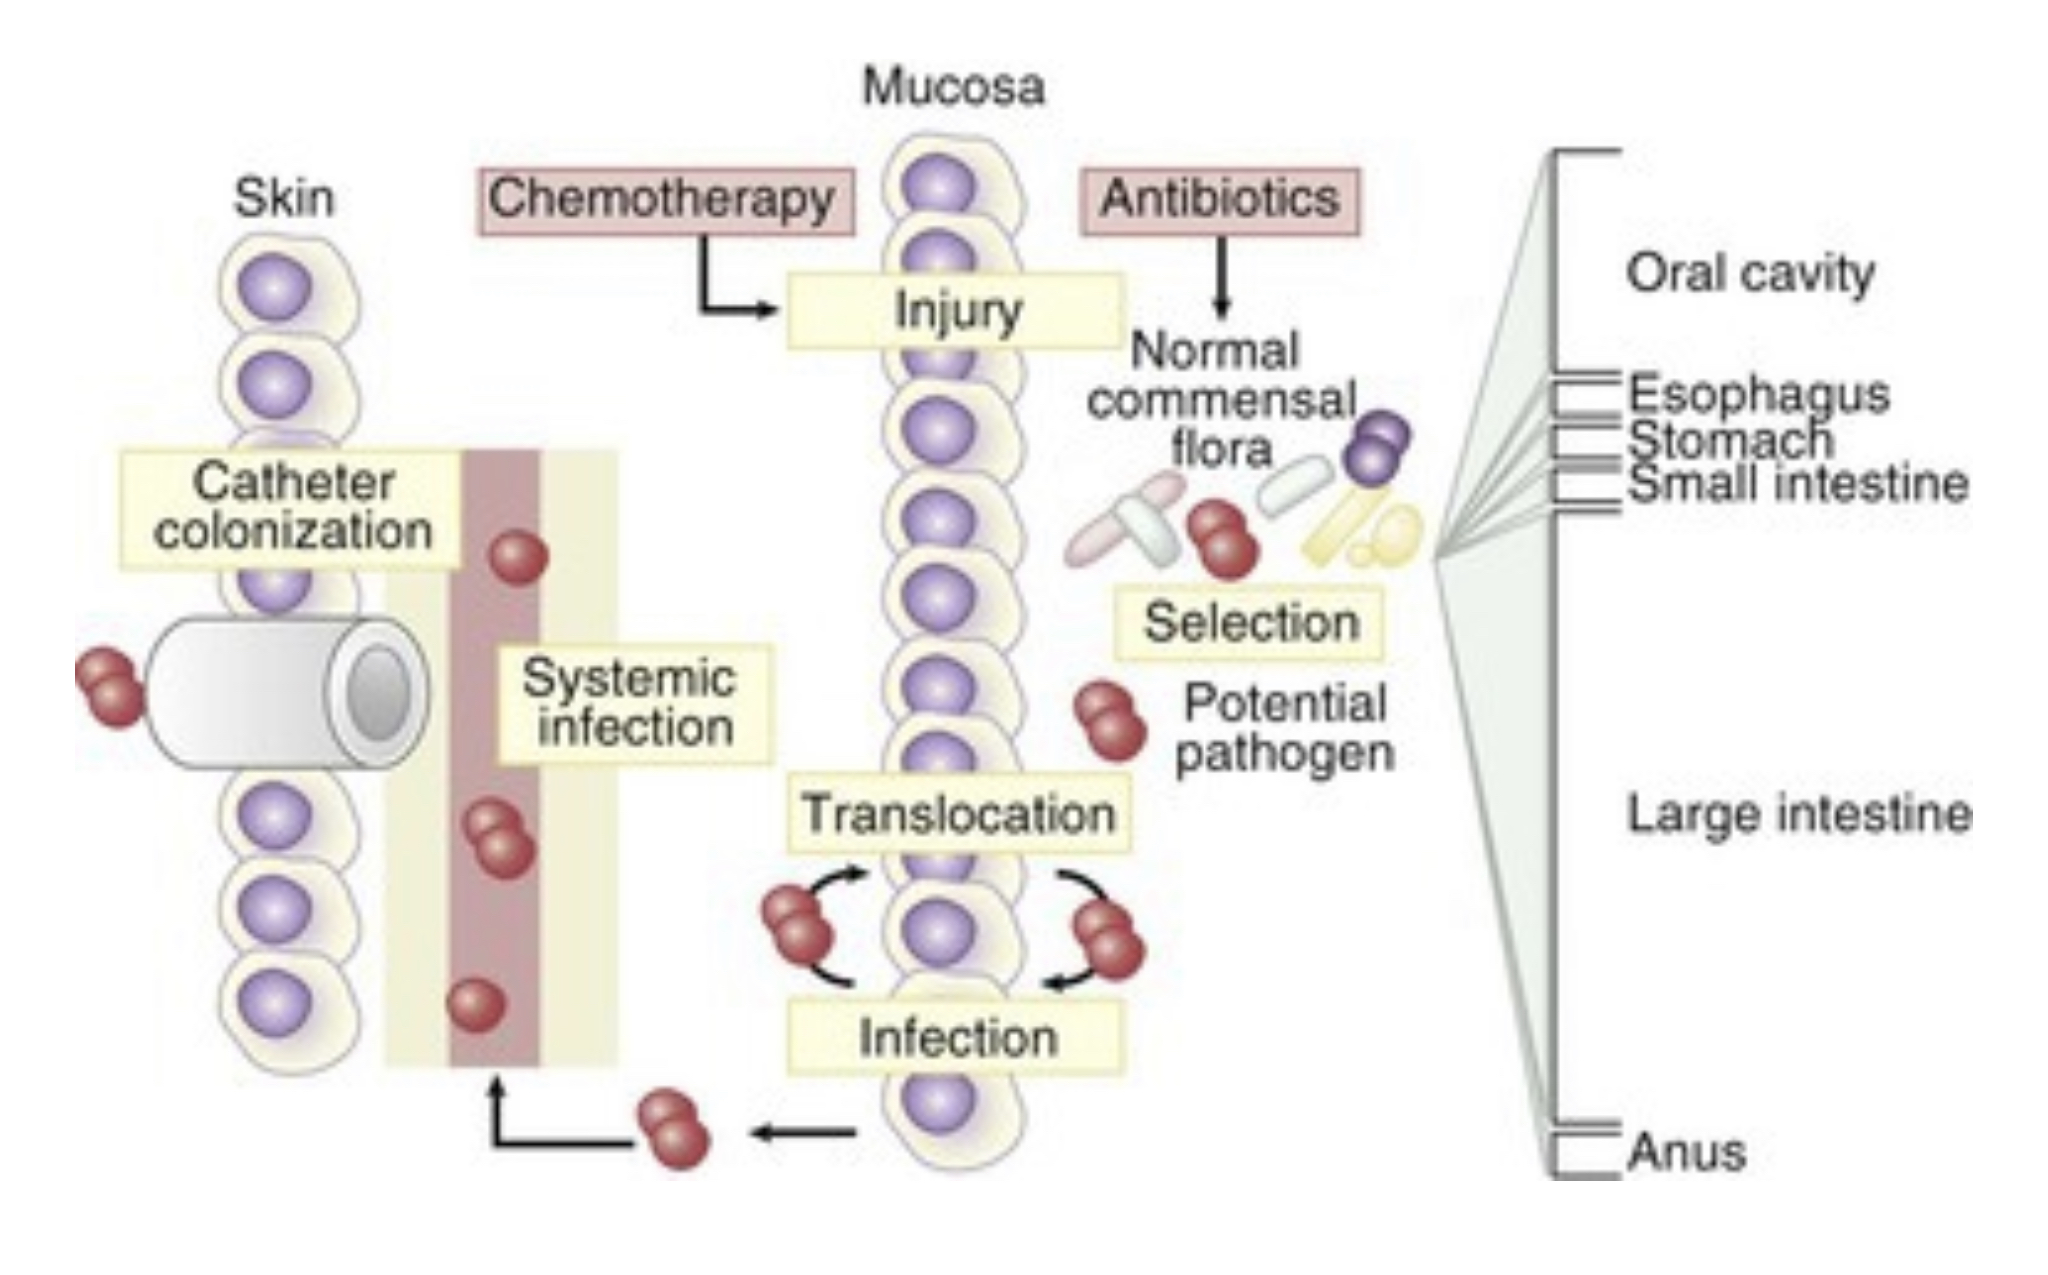 Mucosa
Skin
Chemotherapy
Antibiotics
Injury
Normal
commensal
flora
Catheter
colonization
Systemic
infection
Selection
Potential
pathogen
Translocation
Infection
Oral cavity
Esophagus
Stomach
Small intestine
Large intestine
Anus